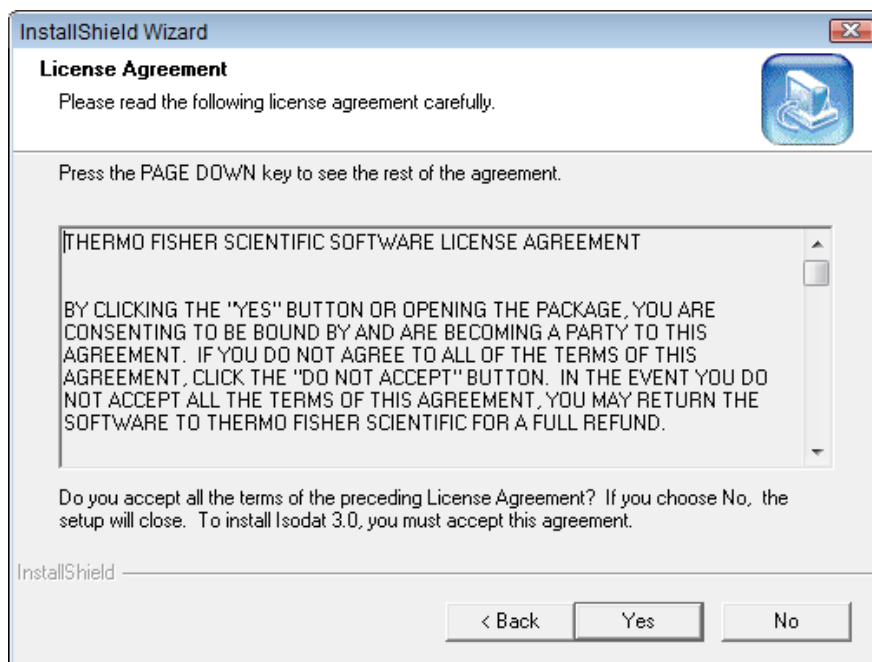 InstallShield Wizard
License Agreement
Please read the following license agreement carefully.
Press the PAGE DOWN key to see the rest of the agreement.
THERMO FISHER SCIENTIFIC SOFTWARE LICENSE AGREEMENT
BY CLICKING THE "YES" BUTTON OR OPENING THE PACKAGE, YOU ARE
CONSENTING TO BE BOUND BY AND ARE BECOMING A PARTY TO THIS
AGREEMENT.  IF YOU DO NOT AGREE TO ALL OF THE TERMS OF THIS
AGREEMENT, CLICK THE "DO NOT ACCEPT" BUTTON.  IN THE EVENT YOU DO
NOT ACCEPT ALL THE TERMS OF THIS AGREEMENT, YOU MAY RETURN THE
SOFTWARE TO THERMO FISHER SCIENTIFIC FOR A FULL REFUND.
Do you accept all the terms of the preceding License Agreement?  If you choose No,  the
setup will close.  To install Isodat 3.0, you must accept this agreement.
InstallShield
< Back Yes No